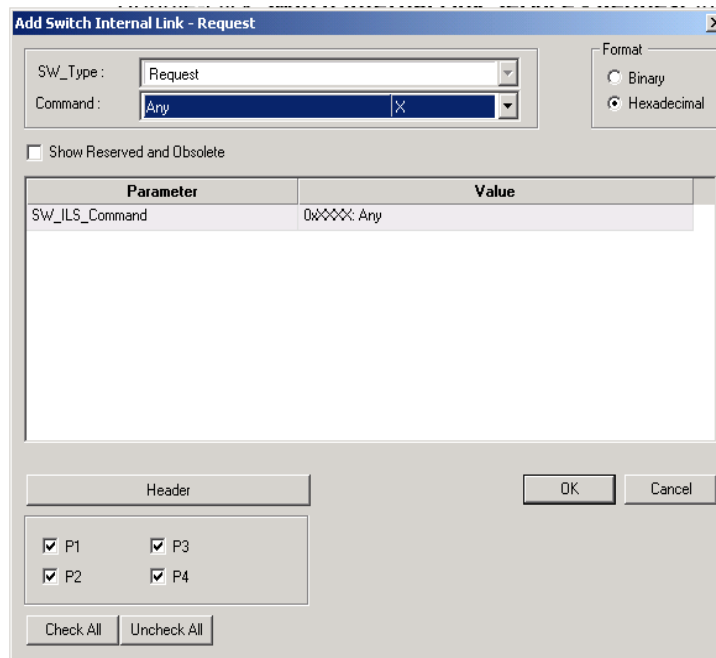 Add Switch Internal Link - Request
SW_Type : Request
Command : Any X
Format
Binary
Hexadecimal
Show Reserved and Obsolete
Parameter Value
SW_ILS_Command 0xXXX: Any
Header
OK Cancel
P1 P3
P2 P4
Check All Uncheck All